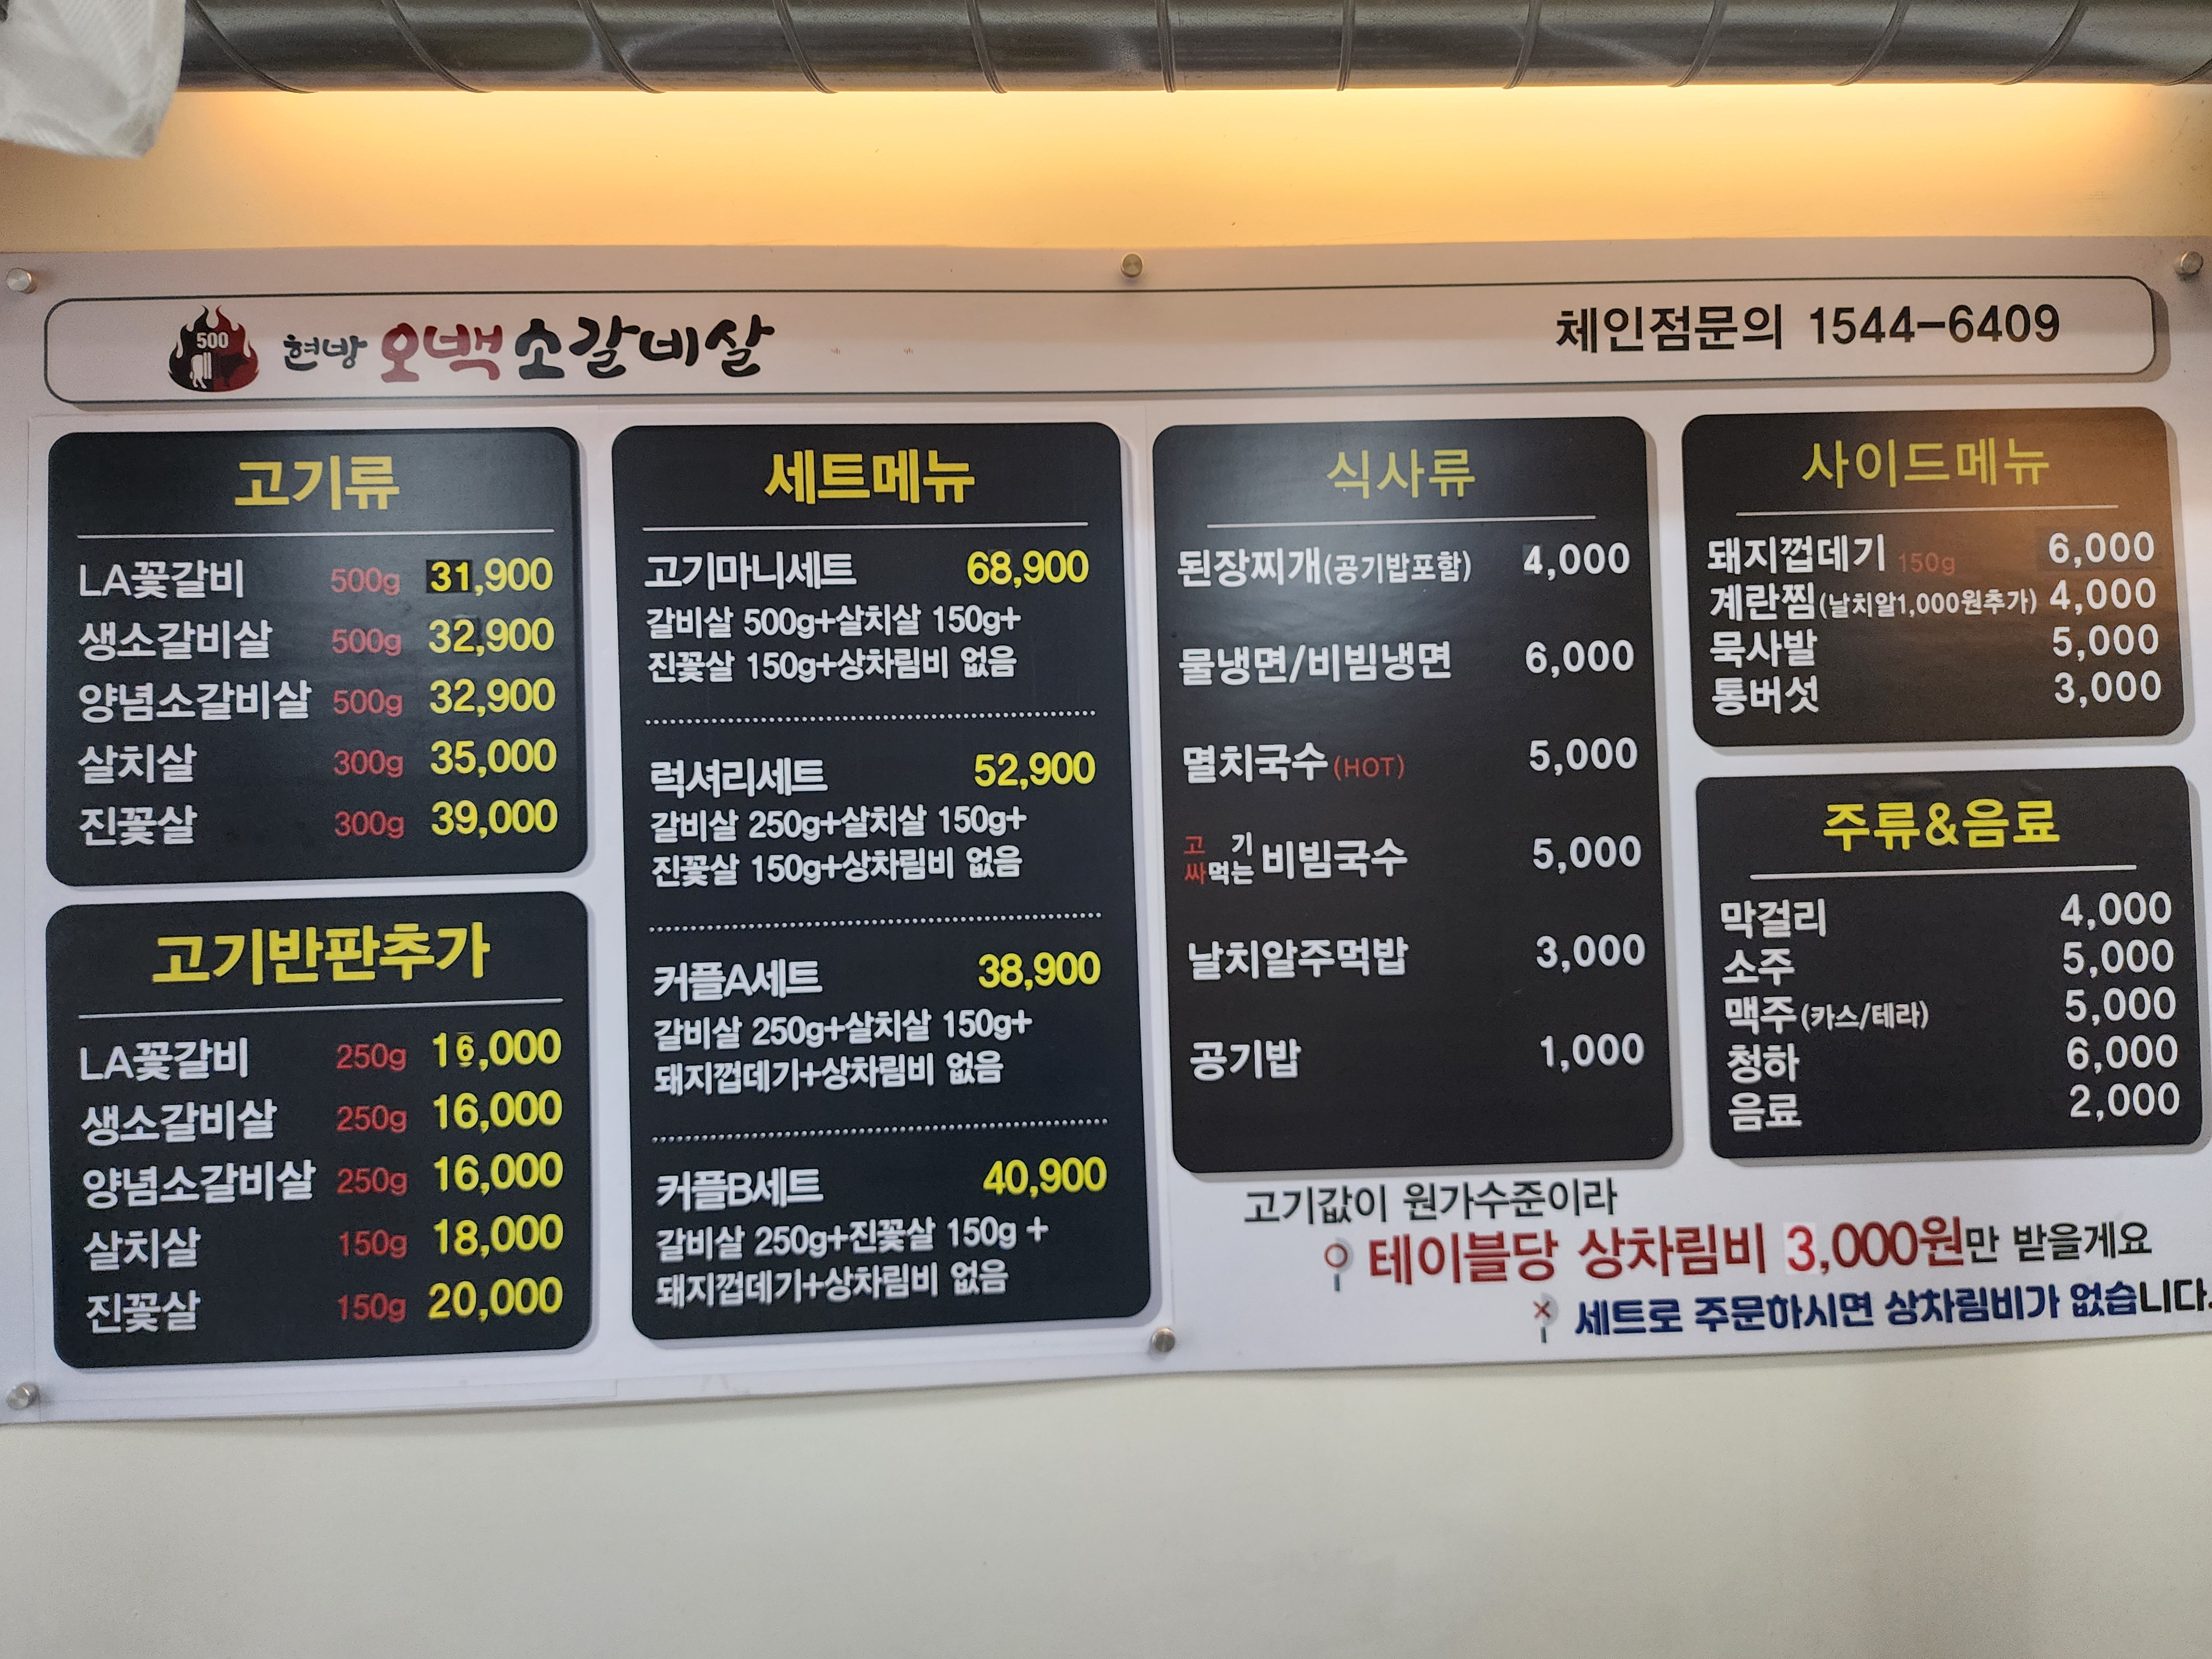 500
현방 오백 소갈비살
체인점문의 1544-6409
고기류
LA꽃갈비 500g 31,900
생소갈비살 500g 32,900
양념소갈비살 500g 32,900
살치살 300g 35,000
진꽃살 300g 39,000
고기반판추가
LA꽃갈비 250g 16,000
생소갈비살 250g 16,000
양념소갈비살 250g 16,000
살치살 150g 18,000
진꽃살 150g 20,000
세트메뉴
고기마니세트 68,900
갈비살 500g+살치살 150g+
진꽃살 150g+상차림비 없음
럭셔리세트 52,900
갈비살 250g+살치살 150g+
진꽃살 150g+상차림비 없음
커플A세트 38,900
갈비살 250g+살치살 150g+
돼지껍데기+상차림비 없음
커플B세트 40,900
갈비살 250g+진꽃살 150g +
돼지껍데기+상차림비 없음
식사류
된장찌개(공기밥포함) 4,000
물냉면/비빔냉면 6,000
멸치국수(HOT) 5,000
고기싸먹는 비빔국수 5,000
날치알주먹밥 3,000
공기밥 1,000
사이드메뉴
돼지껍데기 150g 6,000
계란찜(날치알1,000원추가) 4,000
묵사발 5,000
통버섯 3,000
주류&음료
막걸리 4,000
소주 5,000
맥주(카스/테라) 5,000
청하 6,000
음료 2,000
고기값이 원가수준이라
테이블당 상차림비 3,000원만 받을게요
세트로 주문하시면 상차림비가 없습니다.